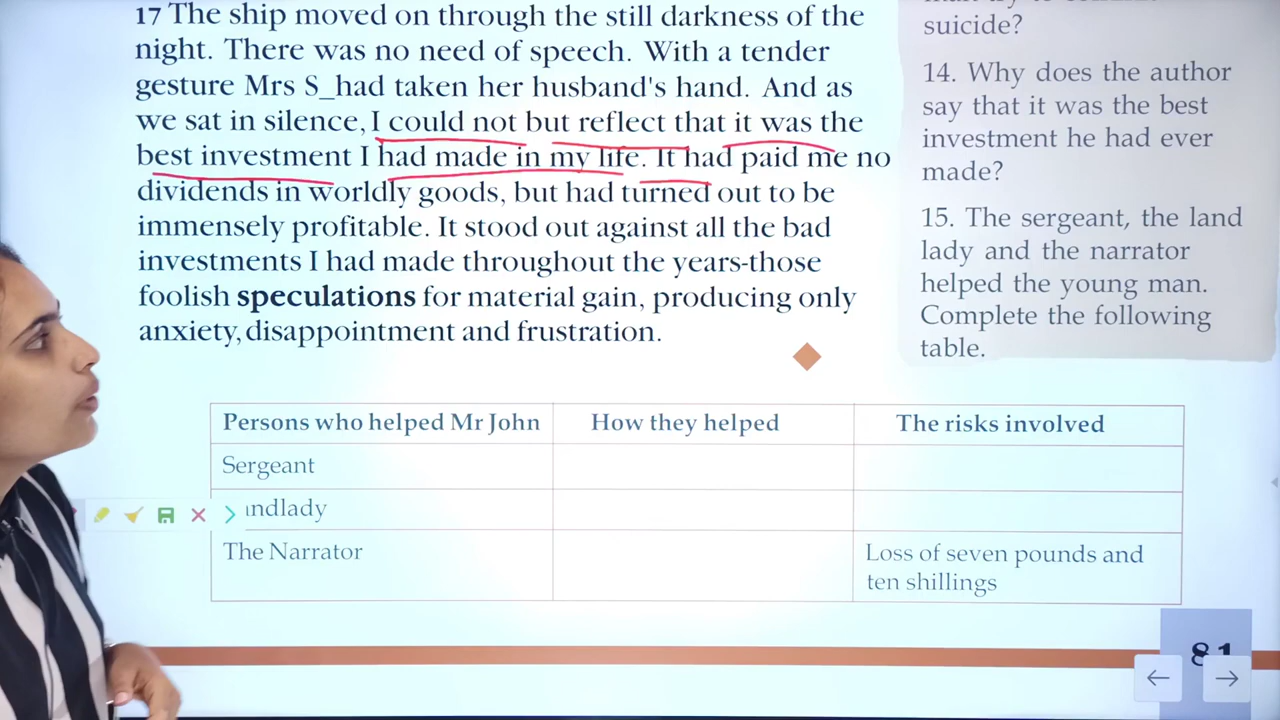 17 The ship moved on through the still darkness of the
night. There was no need of speech. With a tender
gesture Mrs S_had taken her husband's hand. And as
we sat in silence, I could not but reflect that it was the
best investment I had made in my life. It had paid me no
dividends in worldly goods, but had turned out to be
immensely profitable. It stood out against all the bad
investments I had made throughout the years-those
foolish speculations for material gain, producing only
anxiety, disappointment and frustration.
suicide?
14. Why does the author
say that it was the best
investment he had ever
made?
15. The sergeant, the land
lady and the narrator
helped the young man.
Complete the following
table.
Persons who helped Mr John How they helped The risks involved
Sergeant
ndlady
The Narrator Loss of seven pounds and
ten shillings
81